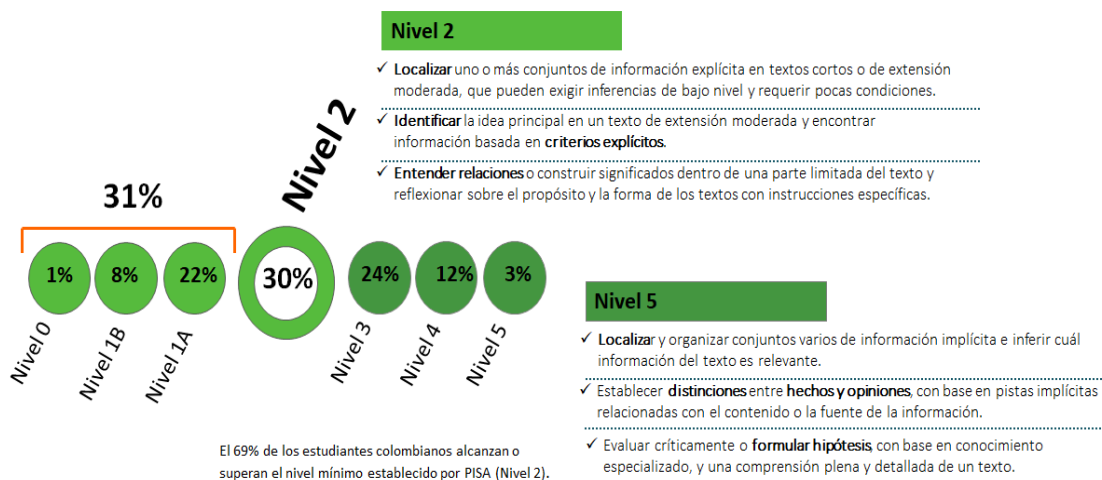 Nivel 2
✓ Localizar uno o más conjuntos de información explícita en textos cortos o de extensión
moderada, que pueden exigir inferencias de bajo nivel y requerir pocas condiciones.
✓ Identificar la idea principal en un texto de extensión moderada y encontrar
información basada en criterios explícitos.
✓ Entender relaciones o construir significados dentro de una parte limitada del texto y
reflexionar sobre el propósito y la forma de los textos con instrucciones específicas.
Nivel 2
31%
1%
8%
22%
30%
24%
12%
3%
Nivel 0
Nivel 1B
Nivel 1A
Nivel 3
Nivel 4
Nivel 5
Nivel 5
✓ Localizar y organizar conjuntos varios de información implícita e inferir cuál
información del texto es relevante.
✓ Establecer distinciones entre hechos y opiniones, con base en pistas implícitas
relacionadas con el contenido o la fuente de la información.
✓ Evaluar críticamente o formular hipótesis, con base en conocimiento
especializado, y una comprensión plena y detallada de un texto.
El 69% de los estudiantes colombianos alcanzan o
superan el nivel mínimo establecido por PISA (Nivel 2).